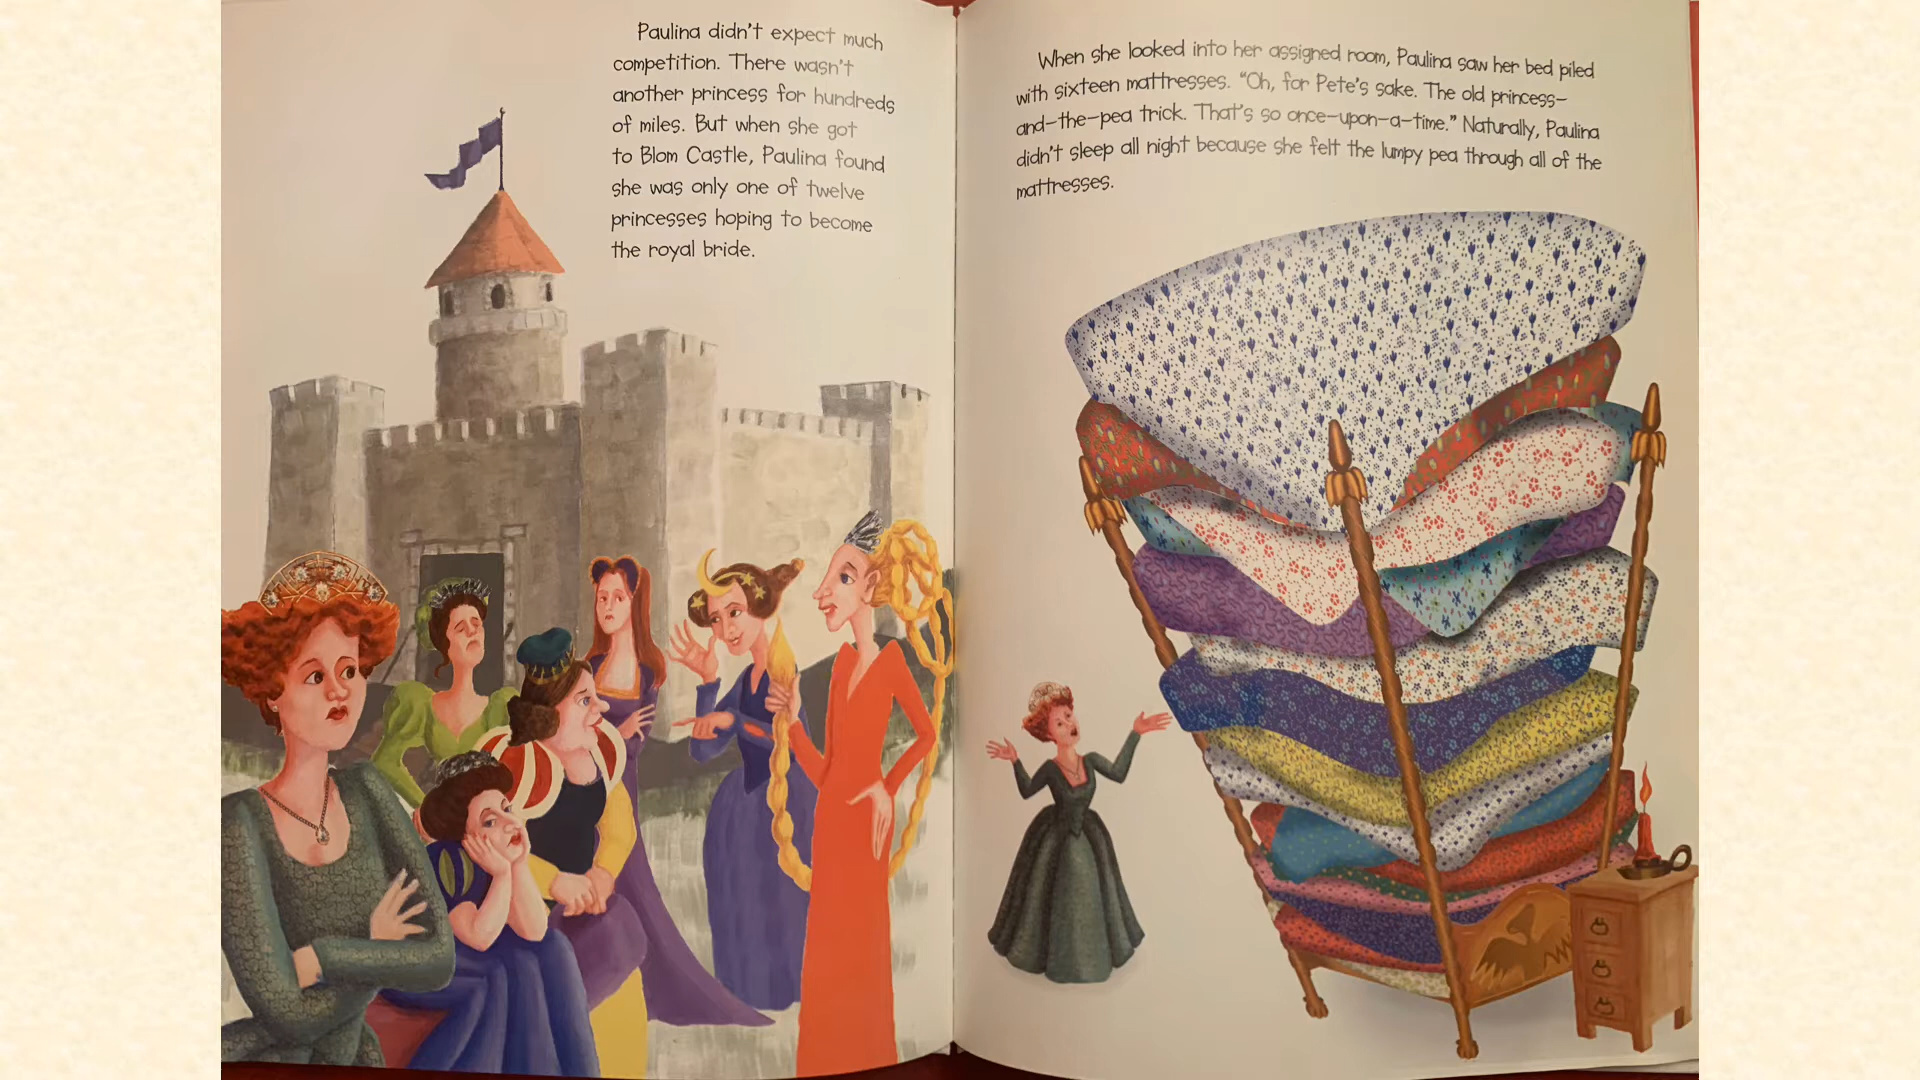 Paulina didn't expect much
competition. There wasn't
another princess for hundreds
of miles. But when she got
to Blom Castle, Paulina found
she was only one of twelve
princesses hoping to become
the royal bride.
When she looked into her assigned room, Paulina saw her bed piled
with sixteen mattresses. "Oh, for Pete's sake. The old princess-
and-the-pea trick. That's so once-upon-a-time." Naturally, Paulina
didn't sleep all night because she felt the lumpy pea through all of the
mattresses.